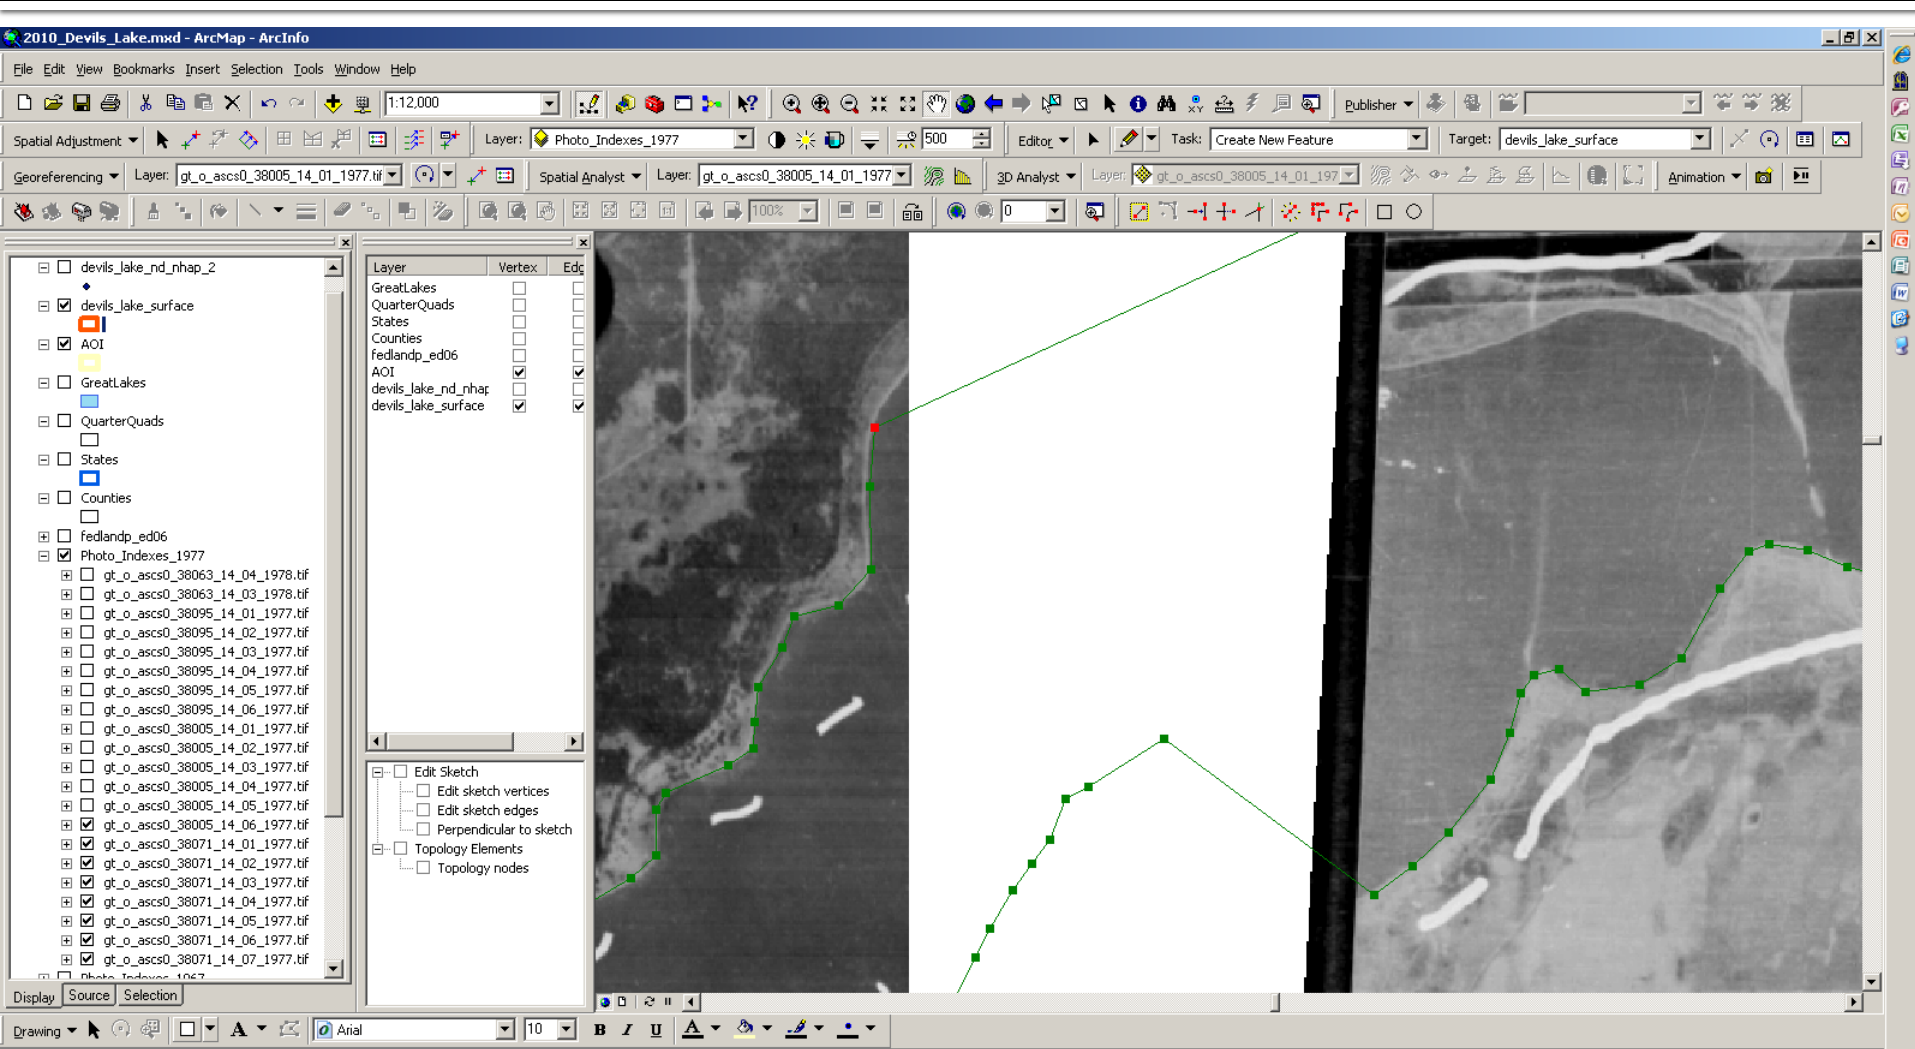 2010_Devils_Lake.mxd - ArcMap - ArcInfo
File Edit View Bookmarks Insert Selection Tools Window Help
1:12,000 Publisher
Spatial Adjustment Layer: Photo_Indexes_1977 500 Editor Task: Create New Feature Target: devils_lake_surface
Georeferencing Layer: gt_o_ascs0_38005_14_01_1977.tif Spatial Analyst Layer: gt_o_ascs0_38005_14_01_1977 3D Analyst Layer: gt_o_ascs0_38005_14_01_197 Animation
100% 0
devils_lake_nd_nhap_2
devils_lake_surface
AOI
GreatLakes
QuarterQuads
States
Counties
fedlandp_ed06
Photo_Indexes_1977
gt_o_ascs0_38063_14_04_1978.tif
gt_o_ascs0_38063_14_03_1978.tif
gt_o_ascs0_38095_14_01_1977.tif
gt_o_ascs0_38095_14_02_1977.tif
gt_o_ascs0_38095_14_03_1977.tif
gt_o_ascs0_38095_14_04_1977.tif
gt_o_ascs0_38095_14_05_1977.tif
gt_o_ascs0_38095_14_06_1977.tif
gt_o_ascs0_38005_14_01_1977.tif
gt_o_ascs0_38005_14_02_1977.tif
gt_o_ascs0_38005_14_03_1977.tif
gt_o_ascs0_38005_14_04_1977.tif
gt_o_ascs0_38005_14_05_1977.tif
gt_o_ascs0_38005_14_06_1977.tif
gt_o_ascs0_38071_14_01_1977.tif
gt_o_ascs0_38071_14_02_1977.tif
gt_o_ascs0_38071_14_03_1977.tif
gt_o_ascs0_38071_14_04_1977.tif
gt_o_ascs0_38071_14_05_1977.tif
gt_o_ascs0_38071_14_06_1977.tif
gt_o_ascs0_38071_14_07_1977.tif
Photo_Indexes_1967
Display Source Selection
Layer Vertex Edg
GreatLakes
QuarterQuads
States
Counties
fedlandp_ed06
AOI
devils_lake_nd_nhap
devils_lake_surface
Edit Sketch
Edit sketch vertices
Edit sketch edges
Perpendicular to sketch
Topology Elements
Topology nodes
Drawing A Arial 10 B I U A